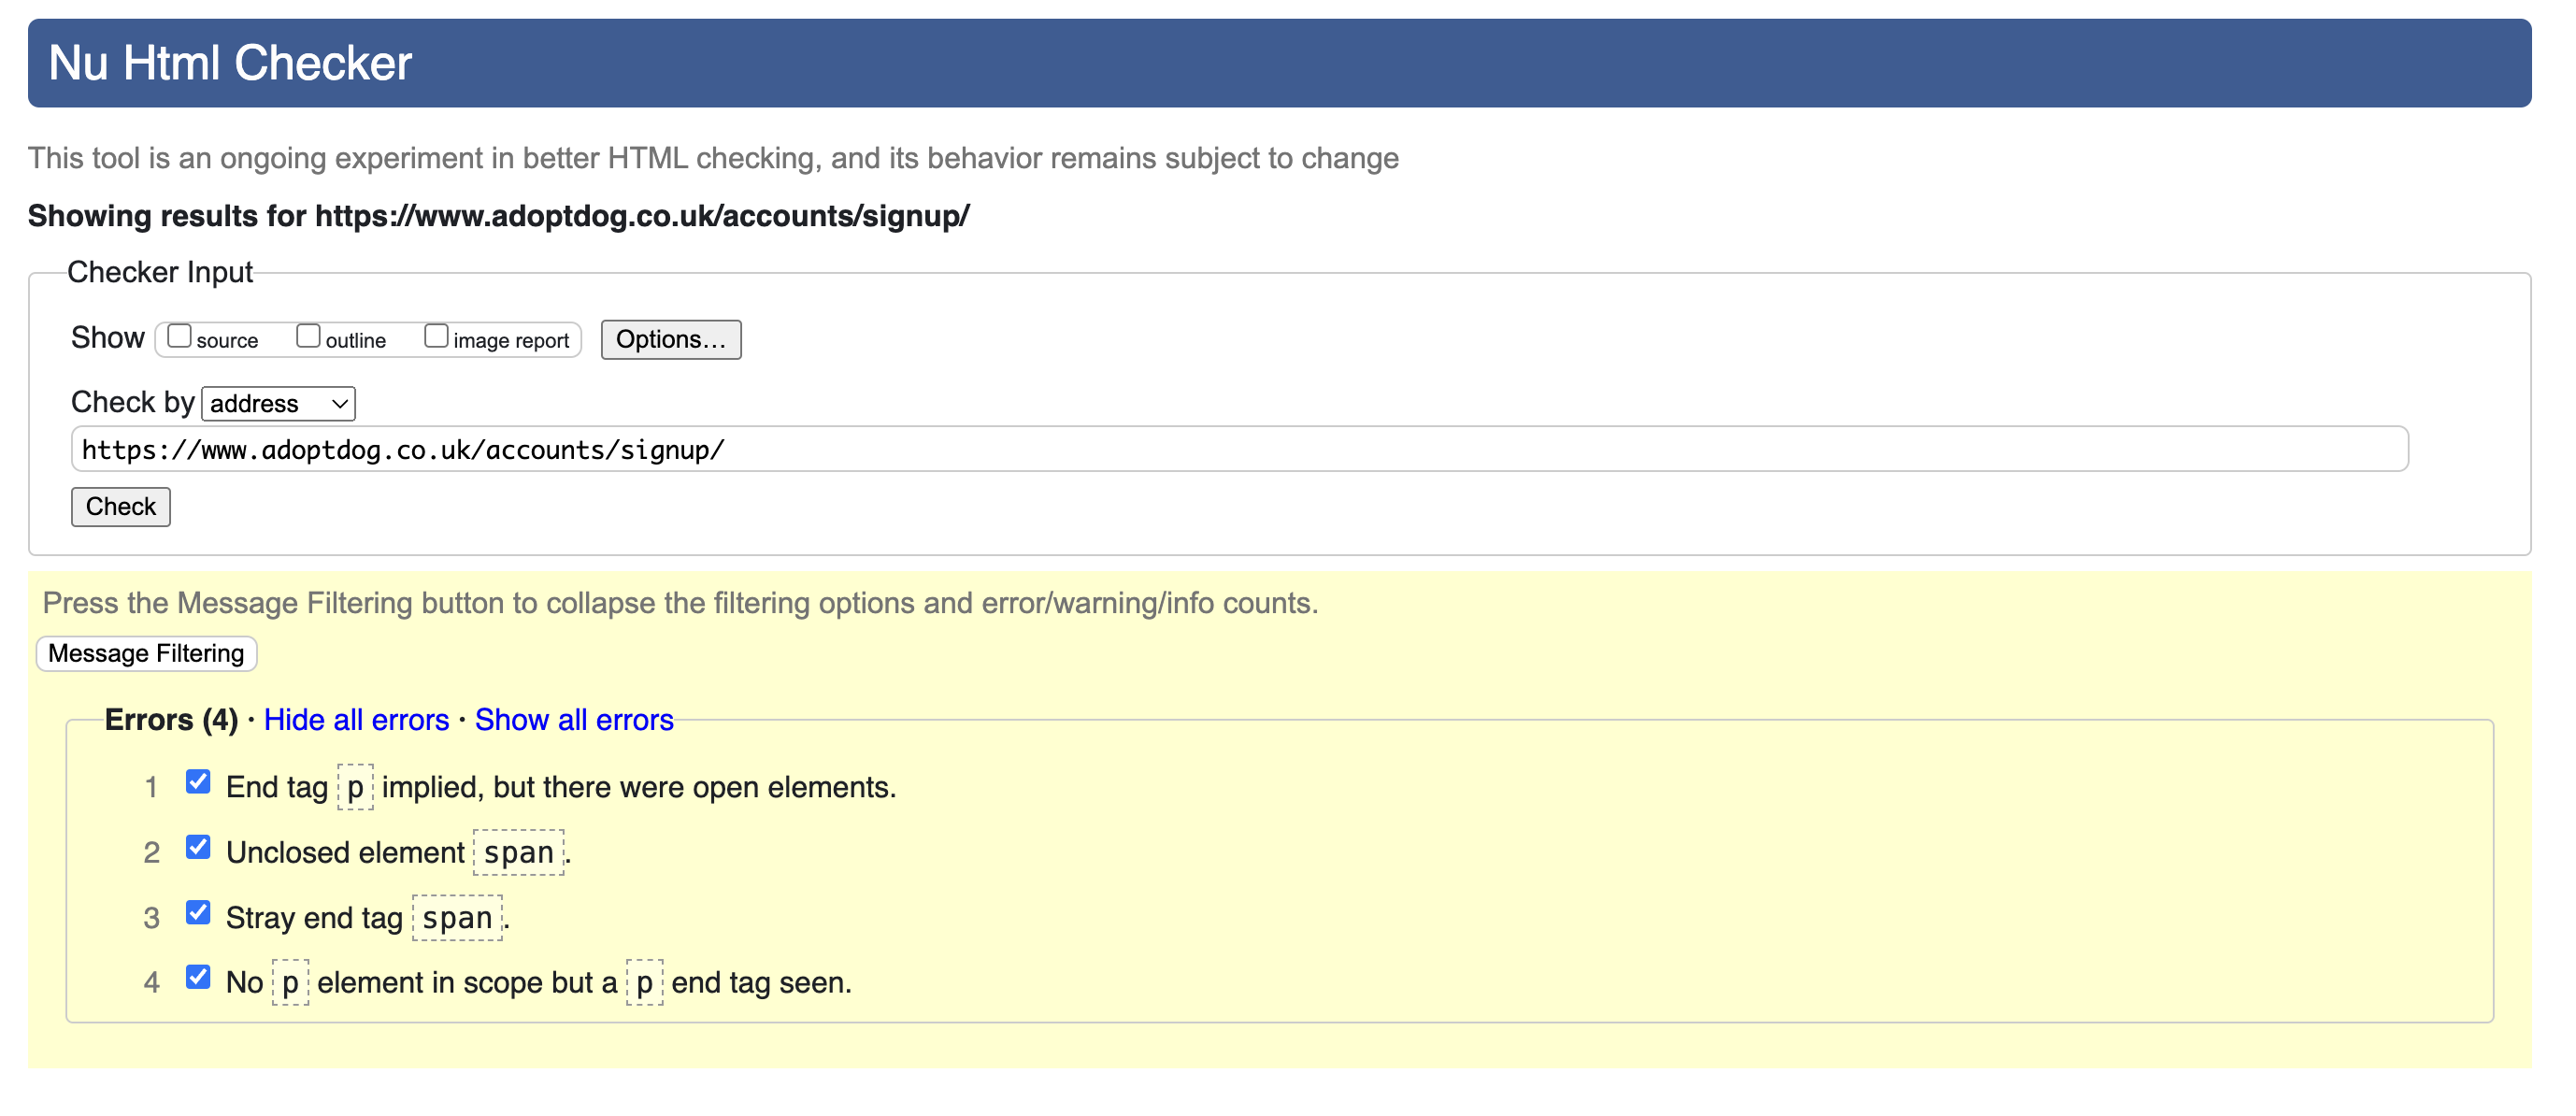 Nu Html Checker
This tool is an ongoing experiment in better HTML checking, and its behavior remains subject to change
Showing results for https://www.adoptdog.co.uk/accounts/signup/
Checker Input
Show source outline image report Options...
Check by address
https://www.adoptdog.co.uk/accounts/signup/
Check
Press the Message Filtering button to collapse the filtering options and error/warning/info counts.
Message Filtering
Errors (4) · Hide all errors · Show all errors
1 End tag p implied, but there were open elements.
2 Unclosed element span.
3 Stray end tag span.
4 No p element in scope but a p end tag seen.